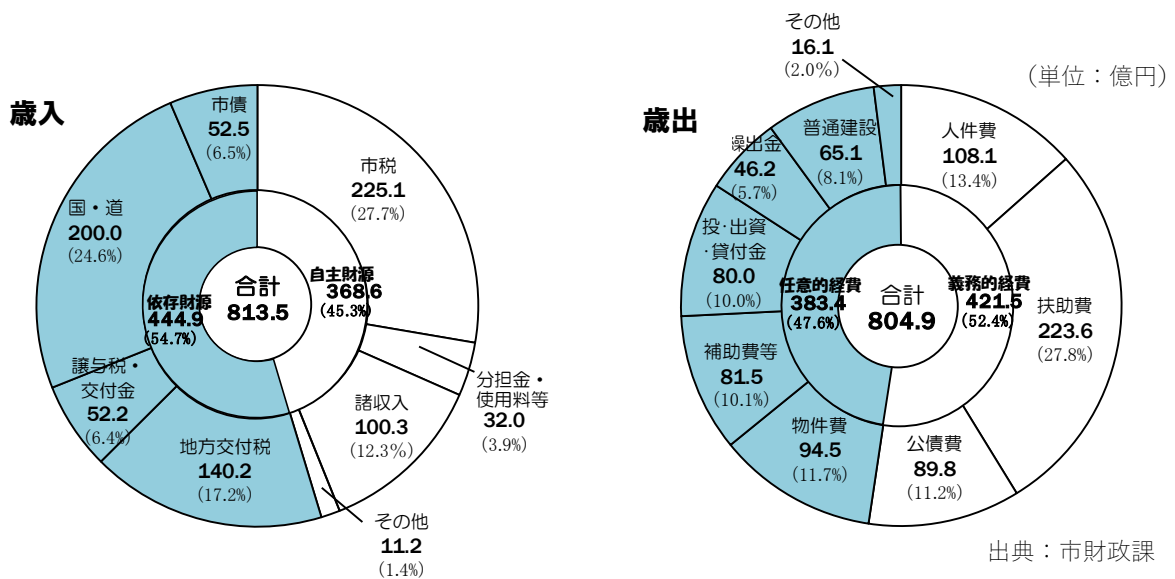 歳入
市債
52.5
(6.5%)
国・道
200.0
(24.6%)
譲与税・
交付金
52.2
(6.4%)
地方交付税
140.2
(17.2%)
その他
11.2
(1.4%)
諸収入
100.3
(12.3%)
分担金・
使用料等
32.0
(3.9%)
市税
225.1
(27.7%)
依存財源
444.9
(54.7%)
合計
813.5
自主財源
368.6
(45.3%)
(単位：億円)
歳出
その他
16.1
(2.0%)
普通建設
65.1
(8.1%)
繰出金
46.2
(5.7%)
投・出資
・貸付金
80.0
(10.0%)
補助費等
81.5
(10.1%)
物件費
94.5
(11.7%)
公債費
89.8
(11.2%)
扶助費
223.6
(27.8%)
人件費
108.1
(13.4%)
任意的経費
383.4
(47.6%)
合計
804.9
義務的経費
421.5
(52.4%)
出典：市財政課